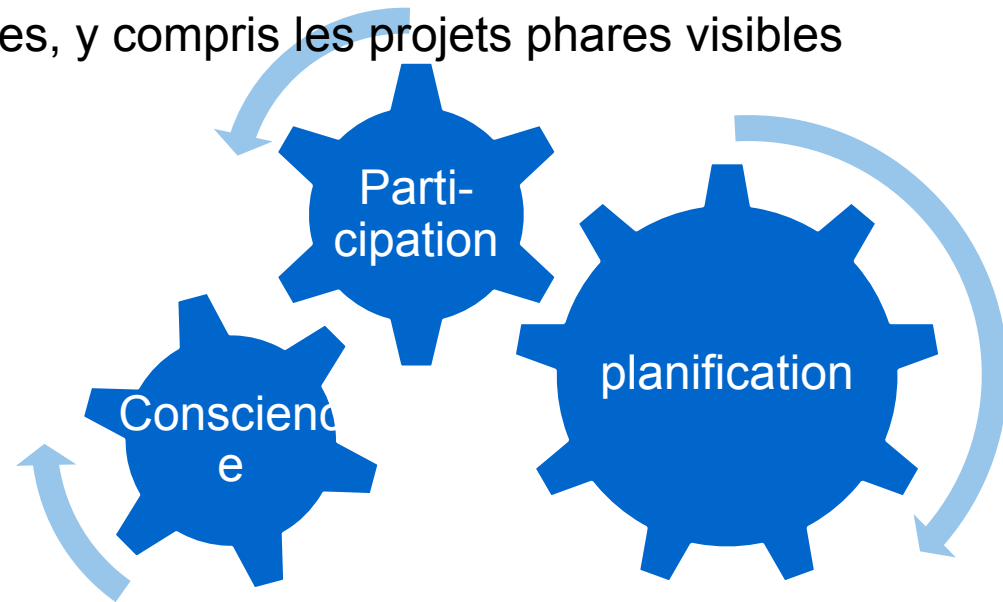 es, y compris les projets phares visibles
Parti-
cipation
planification
Conscienc
e